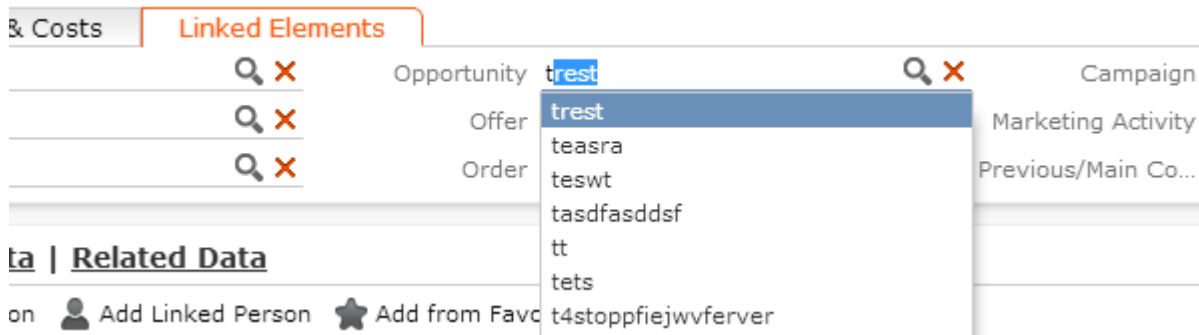 & Costs Linked Elements
Opportunity trest Campaign
Offer trest Marketing Activity
teasra
Order teswt Previous/Main Co...
tasdfasddsf
ta | Related Data tt
tets
on Add Linked Person Add from Favo t4stoppfiejwvferver